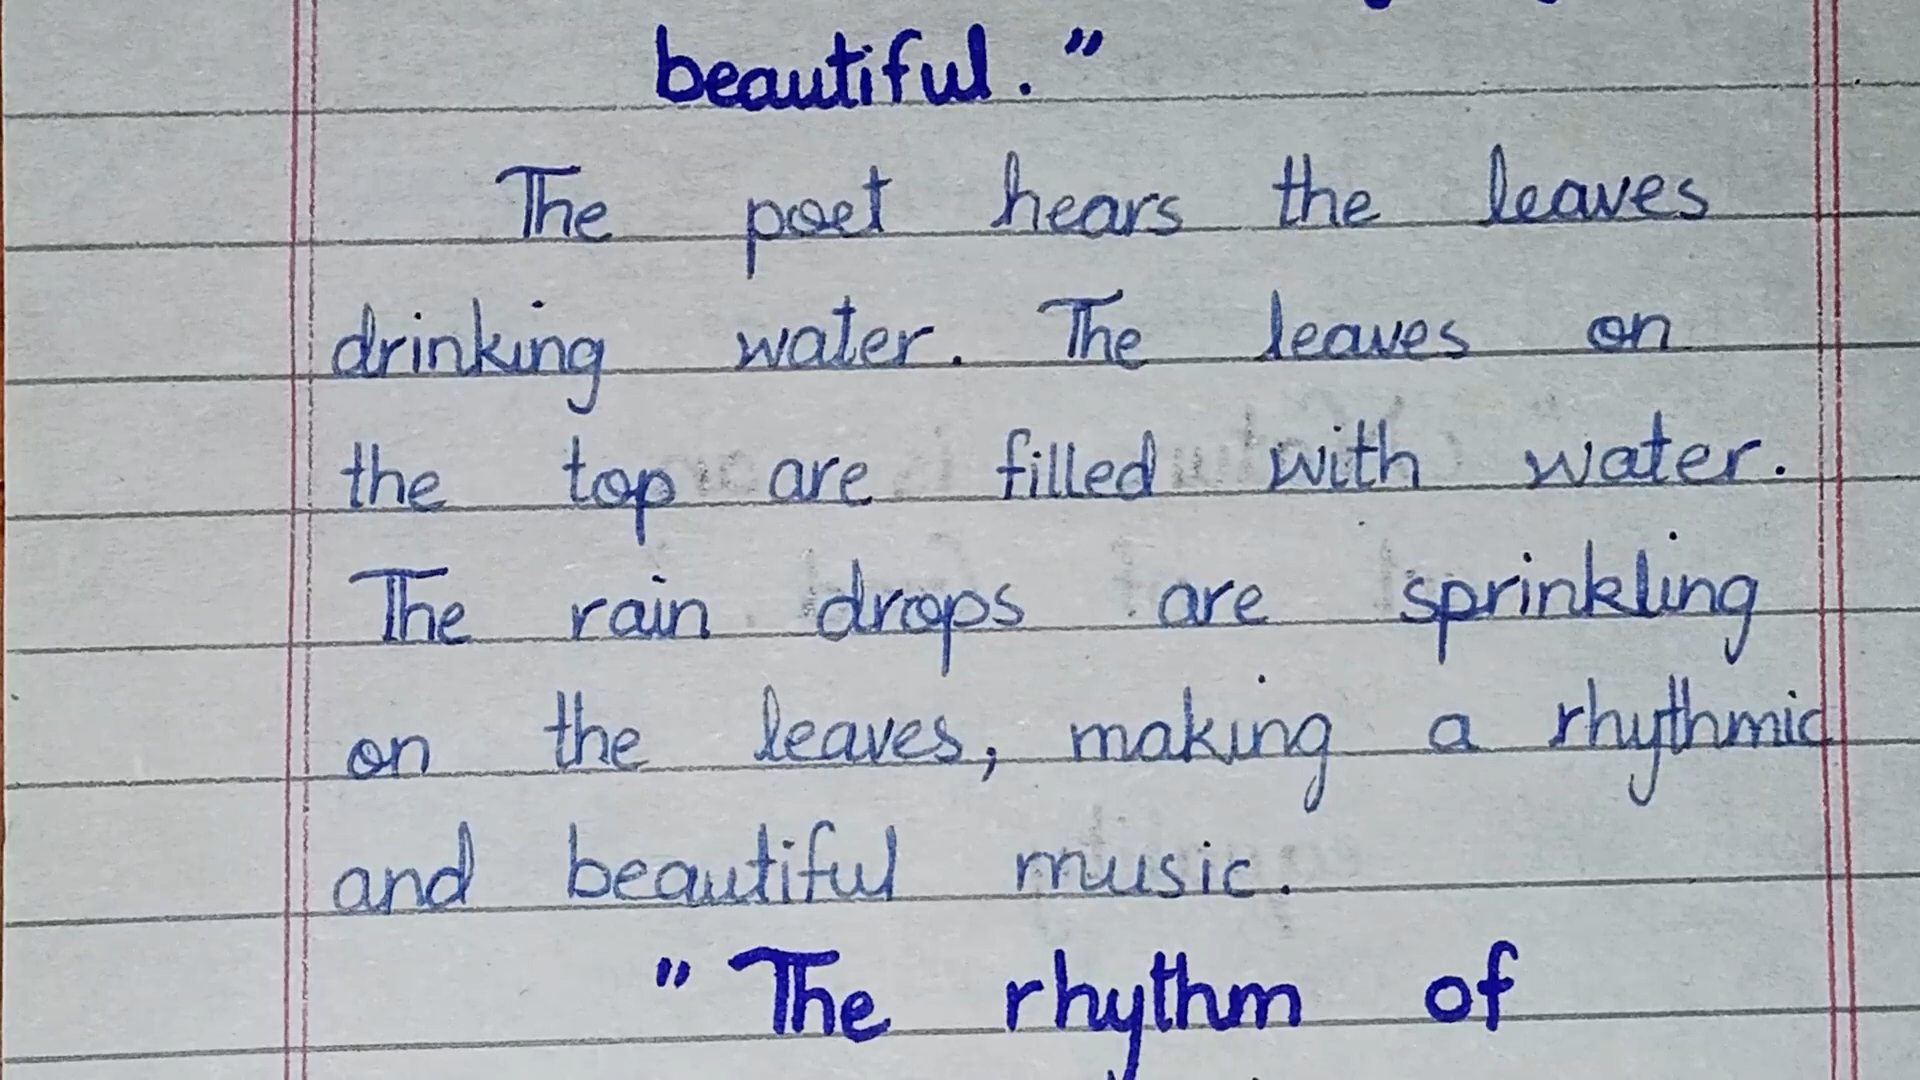 beautiful."
The poet hears the leaves
drinking water. The leaves on
the top are filled with water.
The rain drops are sprinkling
on the leaves, making a rhythmic
and beautiful music.
"The rhythm of